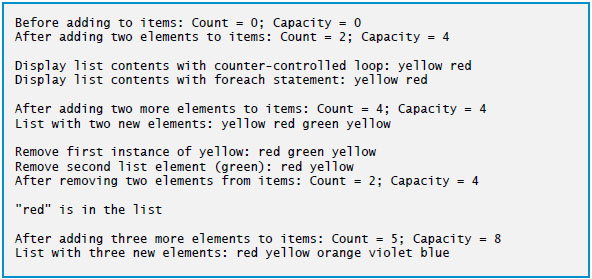 Before adding to items: Count = 0; Capacity = 0
After adding two elements to items: Count = 2; Capacity = 4
Display list contents with counter-controlled loop: yellow red
Display list contents with foreach statement: yellow red
After adding two more elements to items: Count = 4; Capacity = 4
List with two new elements: yellow red green yellow
Remove first instance of yellow: red green yellow
Remove second list element (green): red yellow
After removing two elements from items: Count = 2; Capacity = 4
"red" is in the list
After adding three more elements to items: Count = 5; Capacity = 8
List with three new elements: red yellow orange violet blue